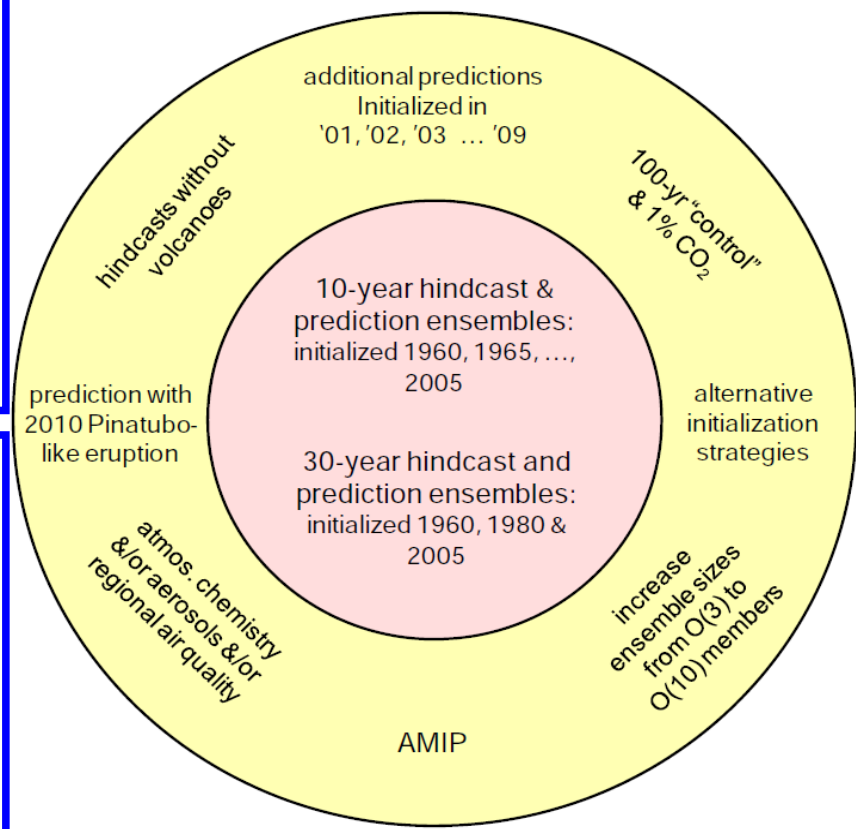 additional predictions
Initialized in
‘01, ’02, ’03 … ’09
hindcasts without
volcanoes
100-yr “control”
& 1% CO₂
10-year hindcast &
prediction ensembles:
initialized 1960, 1965, …,
2005
prediction with
2010 Pinatubo-
like eruption
alternative
initialization
strategies
30-year hindcast and
prediction ensembles:
initialized 1960, 1980 &
2005
atmos. chemistry
&/or aerosols &/or
regional air quality
increase
ensemble sizes
from O(3) to
O(10) members
AMIP